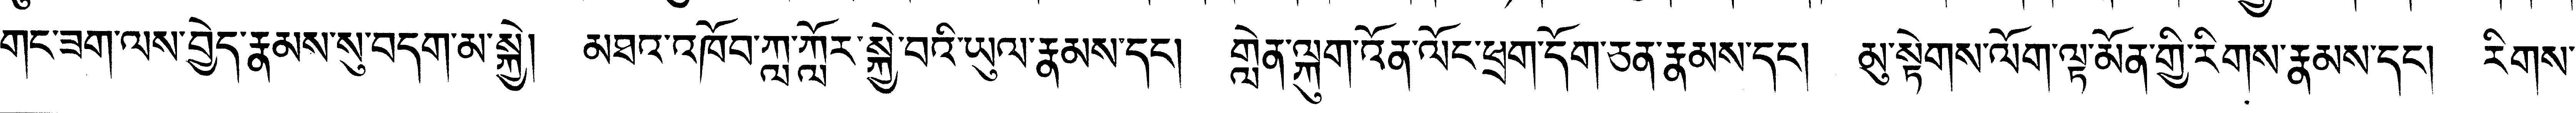 གང་ཟག་ལས་བྱེད་རྣམས་སུ་བདག་མ་སྐྱེ། མཐའ་འཁོབ་ཀླ་ཀློར་སྐྱེ་བའི་ཡུལ་རྣམས་དང། གླེན་ལྐུག་འོན་ལོང་ཕྲག་དོག་ཅན་རྣམས་དང། མུ་སྟེགས་ལོག་ལྟ་མོན་གྱི་རིགས་རྣམས་དང། རིགས་